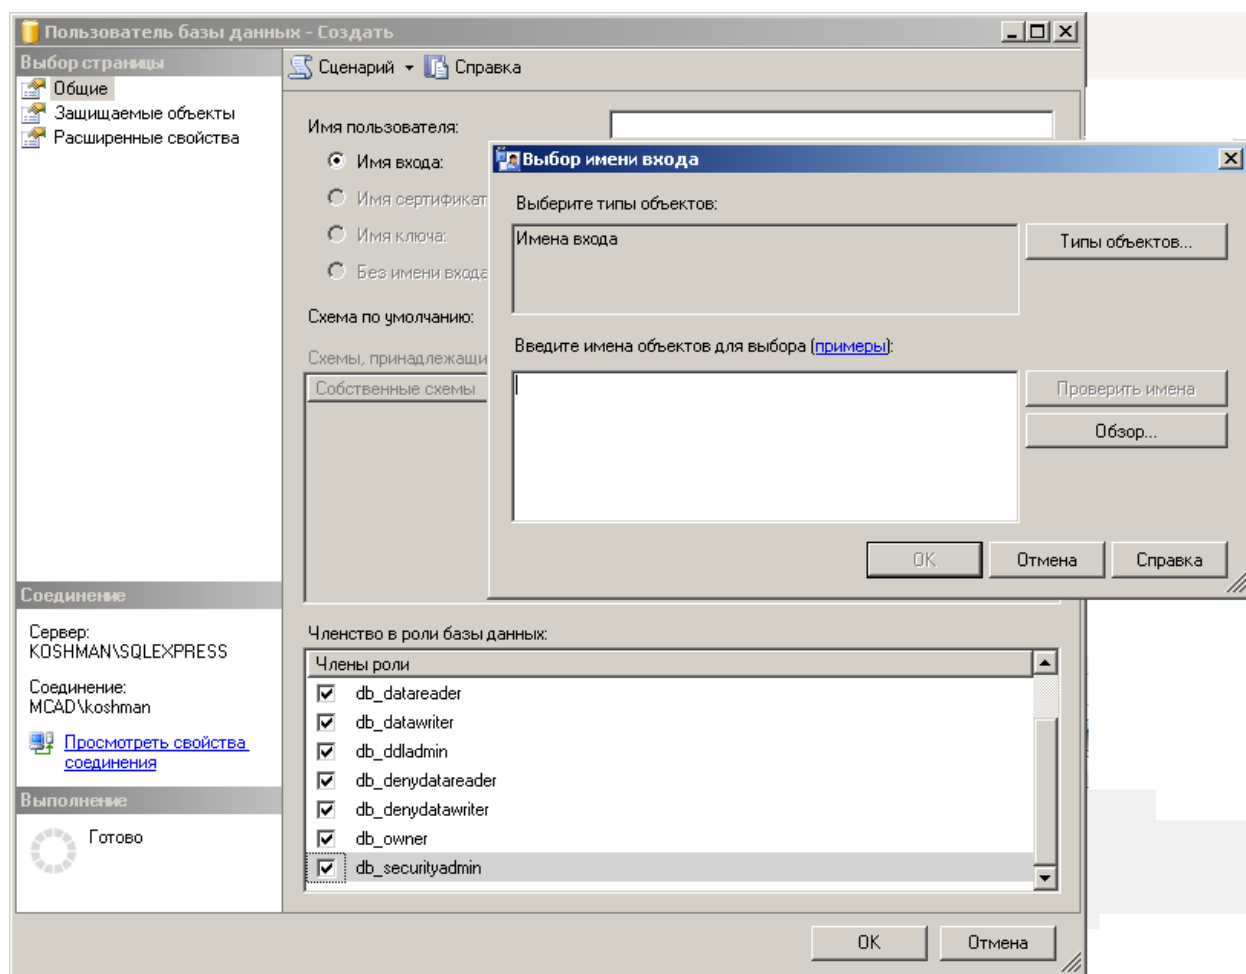 Пользователь базы данных - Создать
Выбор страницы
Общие
Защищаемые объекты
Расширенные свойства
Сценарий
Справка
Имя пользователя:
Имя входа:
Имя сертификат
Имя ключа:
Без имени входа
Схема по умолчанию:
Схемы, принадлежащи
Собственные схемы
Выбор имени входа
Выберите типы объектов:
Имена входа
Типы объектов...
Введите имена объектов для выбора (примеры):
Проверить имена
Обзор...
OK
Отмена
Справка
Соединение
Сервер:
KOSHMAN\SQLEXPRESS
Соединение:
MCAD\koshman
Просмотреть свойства
соединения
Выполнение
Готово
Членство в роли базы данных:
Члены роли
db_datareader
db_datawriter
db_ddladmin
db_denydatareader
db_denydatawriter
db_owner
db_securityadmin
OK
Отмена